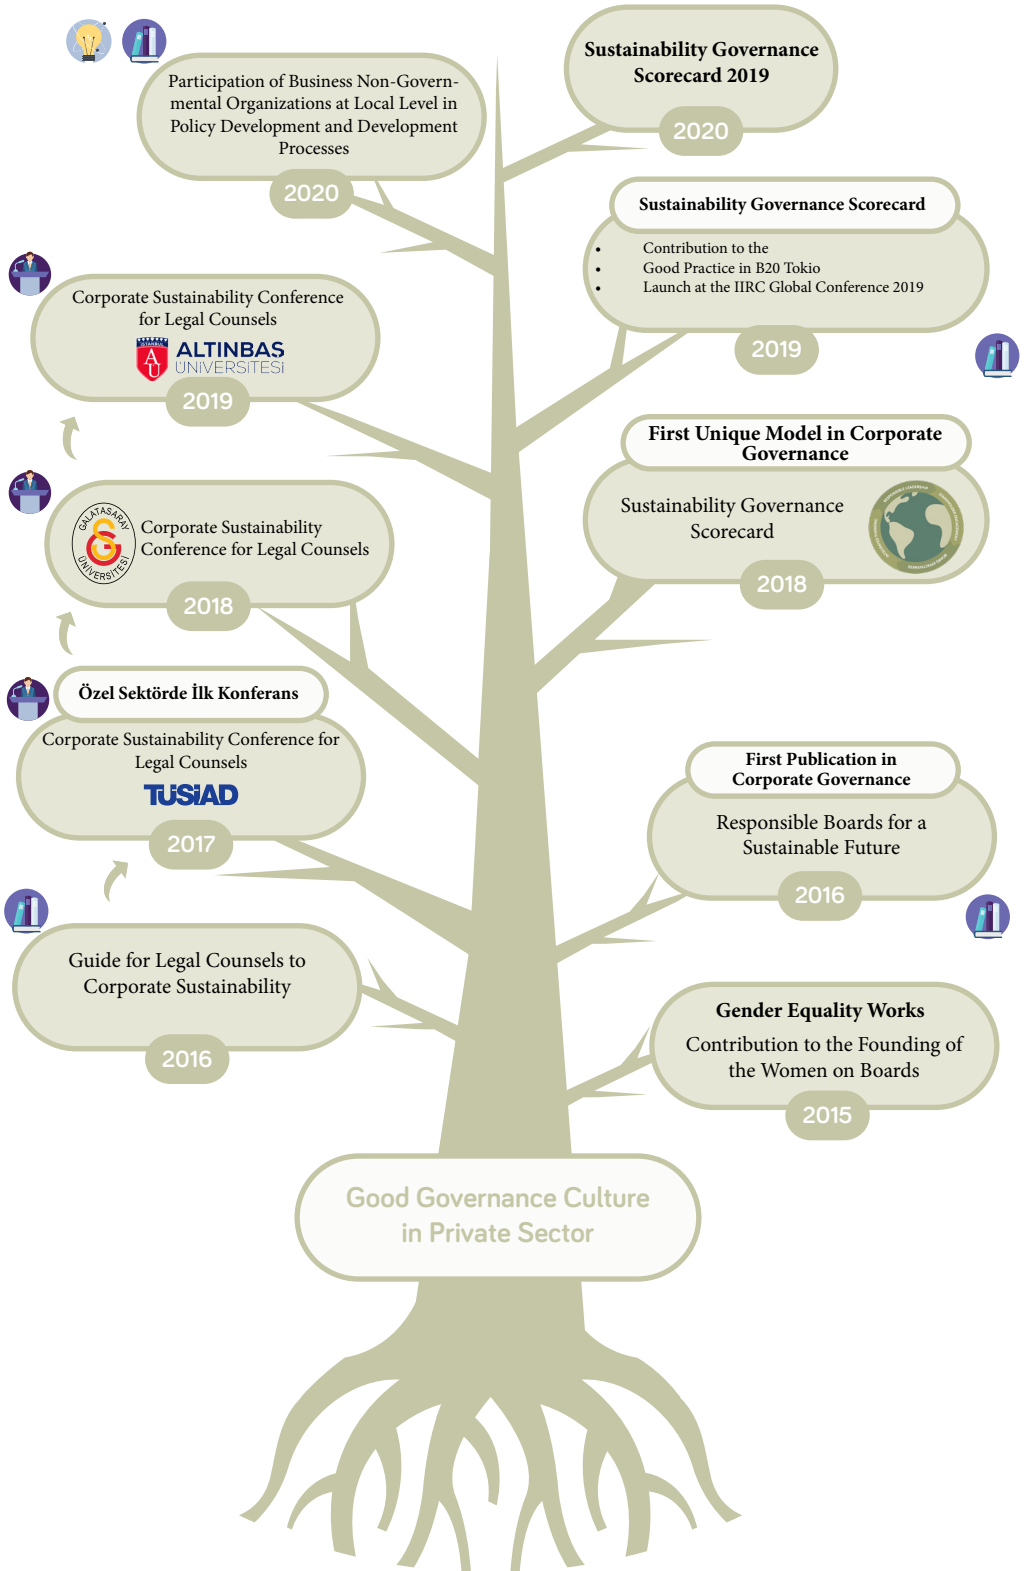 Participation of Business Non-Govern-
mental Organizations at Local Level in
Policy Development and Development
Processes
2020
Sustainability Governance
Scorecard 2019
2020
Sustainability Governance Scorecard
• Contribution to the
• Good Practice in B20 Tokio
• Launch at the IIRC Global Conference 2019
2019
Corporate Sustainability Conference
for Legal Counsels
İSTANBUL
AU
ALTINBAŞ
ÜNİVERSİTESİ
2019
First Unique Model in Corporate
Governance
Sustainability Governance
Scorecard
2018
GALATASARAY
ÜNİVERSİTESİ
Corporate Sustainability
Conference for Legal Counsels
2018
Özel Sektörde İlk Konferans
Corporate Sustainability Conference for
Legal Counsels
TÜSİAD
2017
First Publication in
Corporate Governance
Responsible Boards for a
Sustainable Future
2016
Guide for Legal Counsels to
Corporate Sustainability
2016
Gender Equality Works
Contribution to the Founding of
the Women on Boards
2015
Good Governance Culture
in Private Sector